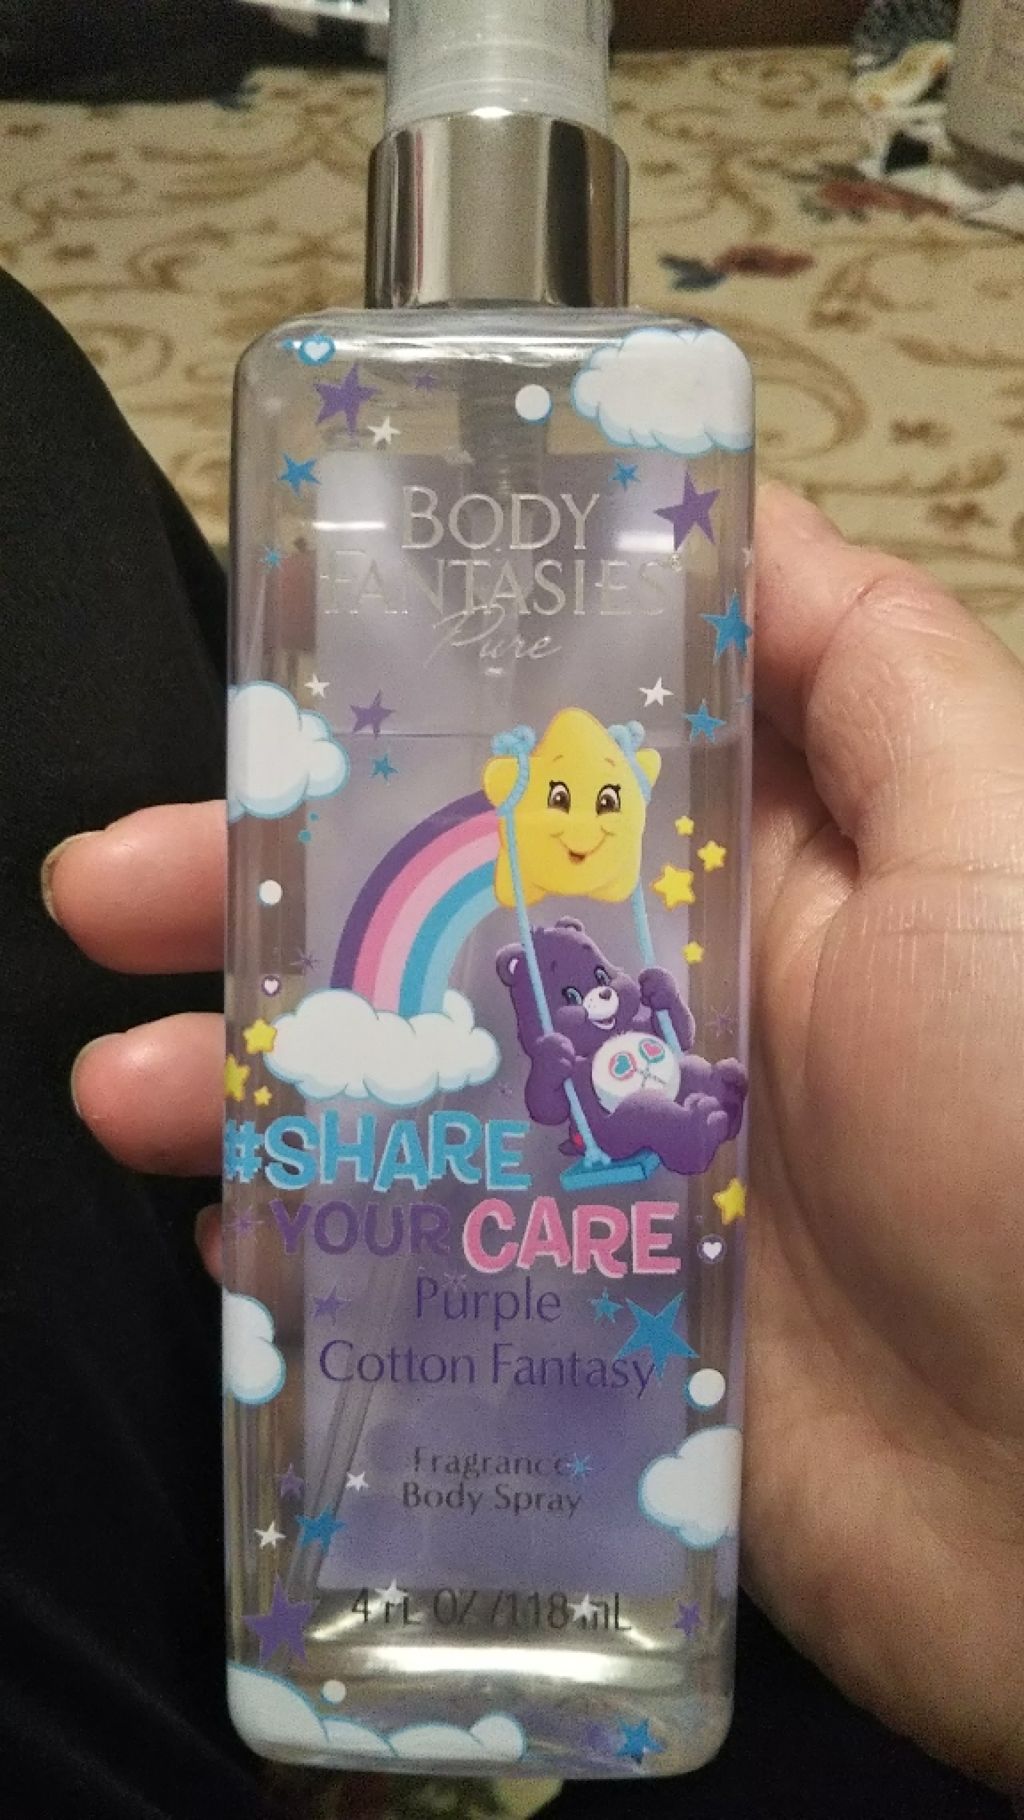 BODY
FANTASIES®
Pure
#SHARE
YOUR CARE
Purple
Cotton Fantasy
Fragrance
Body Spray
4 FL OZ / 118 mL